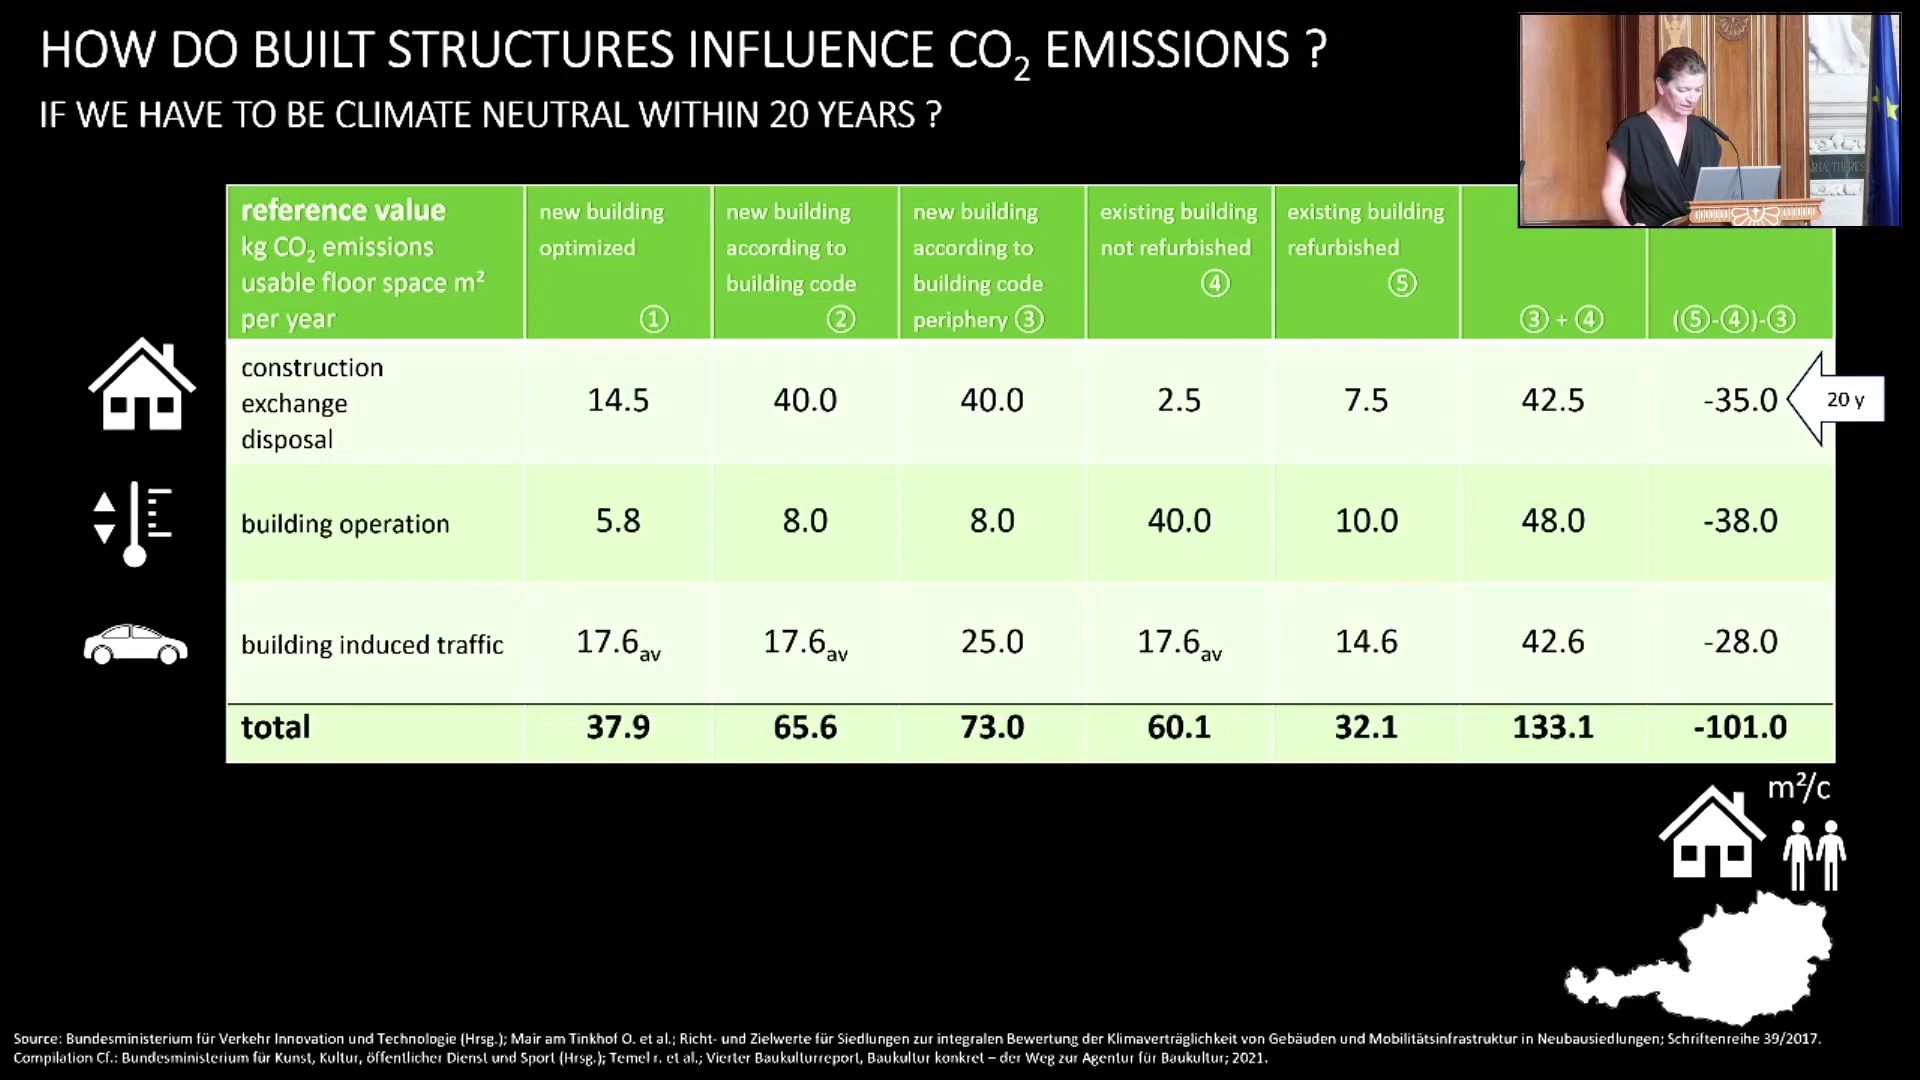 HOW DO BUILT STRUCTURES INFLUENCE CO₂ EMISSIONS ?
IF WE HAVE TO BE CLIMATE NEUTRAL WITHIN 20 YEARS ?
reference value
kg CO₂ emissions
usable floor space m²
per year
new building
optimized
①
new building
according to
building code
②
new building
according to
building code
periphery ③
existing building
not refurbished
④
existing building
refurbished
⑤
③ + ④
((⑤-④)-③
construction
exchange
disposal
14.5 40.0 40.0 2.5 7.5 42.5 -35.0
20 y
building operation 5.8 8.0 8.0 40.0 10.0 48.0 -38.0
building induced traffic 17.6av 17.6av 25.0 17.6av 14.6 42.6 -28.0
total 37.9 65.6 73.0 60.1 32.1 133.1 -101.0
m²/c
Source: Bundesministerium für Verkehr Innovation und Technologie (Hrsg.); Mair am Tinkhof O. et al.; Richt- und Zielwerte für Siedlungen zur integralen Bewertung der Klimaverträglichkeit von Gebäuden und Mobilitätsinfrastruktur in Neubausiedlungen; Schriftenreihe 39/2017.
Compilation Cf.: Bundesministerium für Kunst, Kultur, öffentlicher Dienst und Sport (Hrsg.); Temel r. et al.; Vierter Baukulturreport, Baukultur konkret – der Weg zur Agentur für Baukultur; 2021.